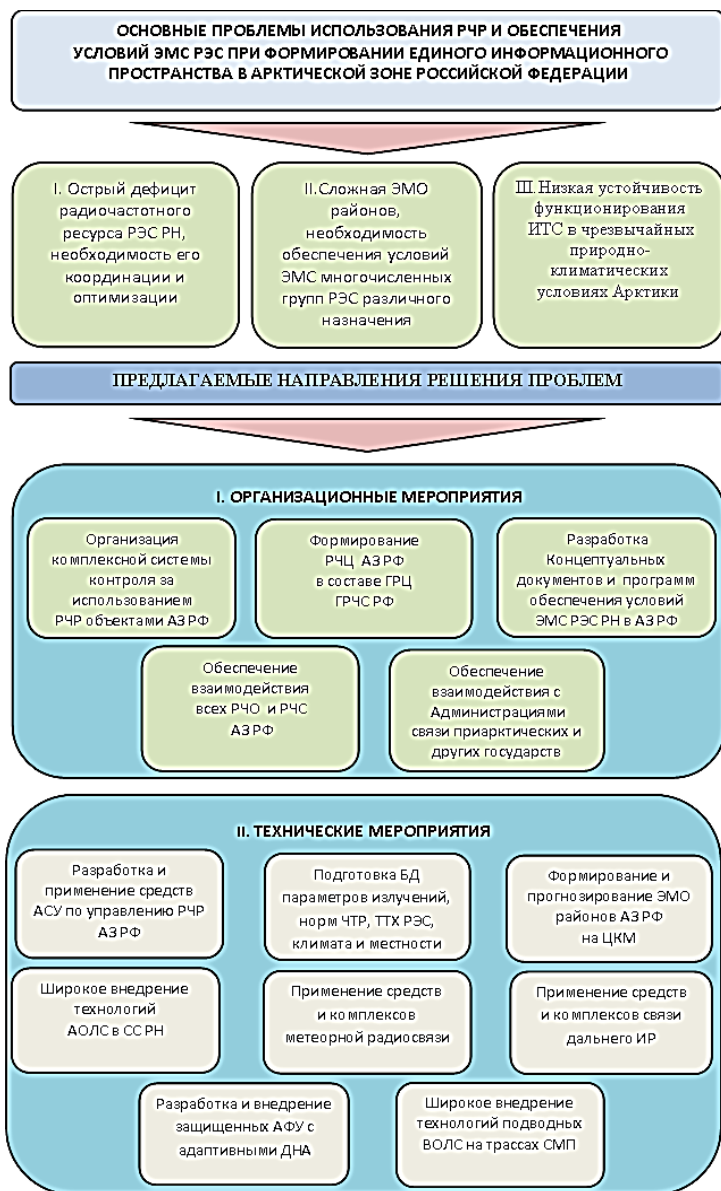 ОСНОВНЫЕ ПРОБЛЕМЫ ИСПОЛЬЗОВАНИЯ РЧР И ОБЕСПЕЧЕНИЯ
УСЛОВИЙ ЭМС РЭС ПРИ ФОРМИРОВАНИИ ЕДИНОГО ИНФОРМАЦИОННОГО
ПРОСТРАНСТВА В АРКТИЧЕСКОЙ ЗОНЕ РОССИЙСКОЙ ФЕДЕРАЦИИ
I. Острый дефицит
радиочастотного
ресурса РЭС РН,
необходимость его
координации и
оптимизации
II. Сложная ЭМО
районов,
необходимость
обеспечения условий
ЭМС многочисленных
групп РЭС различного
назначения
III. Низкая устойчивость
функционирования
ИТС в чрезвычайных
природно-
климатических
условиях Арктики
ПРЕДЛАГАЕМЫЕ НАПРАВЛЕНИЯ РЕШЕНИЯ ПРОБЛЕМ
I. ОРГАНИЗАЦИОННЫЕ МЕРОПРИЯТИЯ
Организация
комплексной системы
контроля за
использованием
РЧР объектами АЗ РФ
Формирование
РЧЦ АЗ РФ
в составе ГРЦ
ГРЧС РФ
Разработка
Концептуальных
документов и программ
обеспечения условий
ЭМС РЭС РН в АЗ РФ
Обеспечение
взаимодействия
всех РЧО и РЧС
АЗ РФ
Обеспечение
взаимодействия с
Администрациями
связи приарктических и
других государств
II. ТЕХНИЧЕСКИЕ МЕРОПРИЯТИЯ
Разработка и
применение средств
АСУ по управлению РЧР
АЗ РФ
Подготовка БД
параметров излучений,
норм ЧТР, ТТХ РЭС,
климата и местности
Формирование и
прогнозирование ЭМО
районов АЗ РФ
на ЦКМ
Широкое внедрение
технологий
АОЛС в СС РН
Применение средств
и комплексов
метеорной радиосвязи
Применение средств
и комплексов связи
дальнего ИР
Разработка и внедрение
защищенных АФУ с
адаптивными ДНА
Широкое внедрение
технологий подводных
ВОЛС на трассах СМП